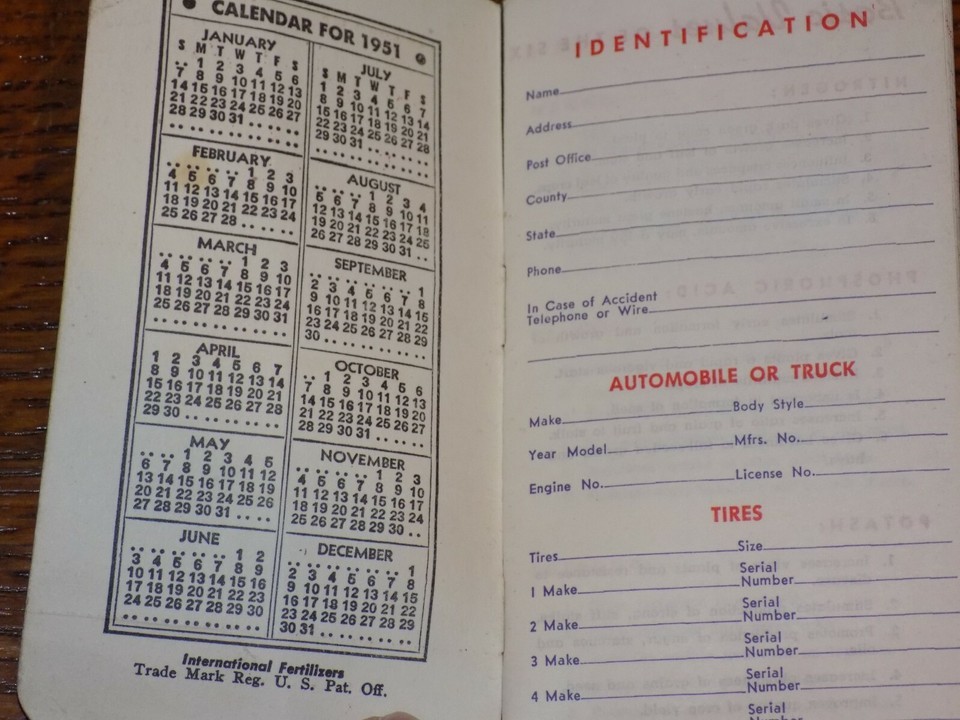 CALENDAR FOR 1951
JANUARY
S M T W T F S
1 2 3 4 5 6
7 8 9 10 11 12 13
14 15 16 17 18 19 20
21 22 23 24 25 26 27
28 29 30 31
FEBRUARY
1 2 3
4 5 6 7 8 9 10
11 12 13 14 15 16 17
18 19 20 21 22 23 24
25 26 27 28
MARCH
1 2 3
4 5 6 7 8 9 10
11 12 13 14 15 16 17
18 19 20 21 22 23 24
25 26 27 28 29 30 31
APRIL
1 2 3 4 5 6 7
8 9 10 11 12 13 14
15 16 17 18 19 20 21
22 23 24 25 26 27 28
29 30
MAY
1 2 3 4 5
6 7 8 9 10 11 12
13 14 15 16 17 18 19
20 21 22 23 24 25 26
27 28 29 30 31
JUNE
1 2
3 4 5 6 7 8 9
10 11 12 13 14 15 16
17 18 19 20 21 22 23
24 25 26 27 28 29 30
JULY
S M T W T F S
1 2 3 4 5 6 7
8 9 10 11 12 13 14
15 16 17 18 19 20 21
22 23 24 25 26 27 28
29 30 31
AUGUST
1 2 3 4
5 6 7 8 9 10 11
12 13 14 15 16 17 18
19 20 21 22 23 24 25
26 27 28 29 30 31
SEPTEMBER
1
2 3 4 5 6 7 8
9 10 11 12 13 14 15
16 17 18 19 20 21 22
23 24 25 26 27 28 29
30
OCTOBER
1 2 3 4 5 6
7 8 9 10 11 12 13
14 15 16 17 18 19 20
21 22 23 24 25 26 27
28 29 30 31
NOVEMBER
1 2 3
4 5 6 7 8 9 10
11 12 13 14 15 16 17
18 19 20 21 22 23 24
25 26 27 28 29 30
DECEMBER
1
2 3 4 5 6 7 8
9 10 11 12 13 14 15
16 17 18 19 20 21 22
23 24 25 26 27 28 29
30 31
International Fertilizers
Trade Mark Reg. U. S. Pat. Off.
IDENTIFICATION
Name
Address
Post Office
County
State
Phone
In Case of Accident
Telephone or Wire
AUTOMOBILE OR TRUCK
Make Body Style
Year Model Mfrs. No.
Engine No. License No.
TIRES
Tires Size
Serial
1 Make Number
Serial
2 Make Number
Serial
3 Make Number
Serial
4 Make Number
Serial